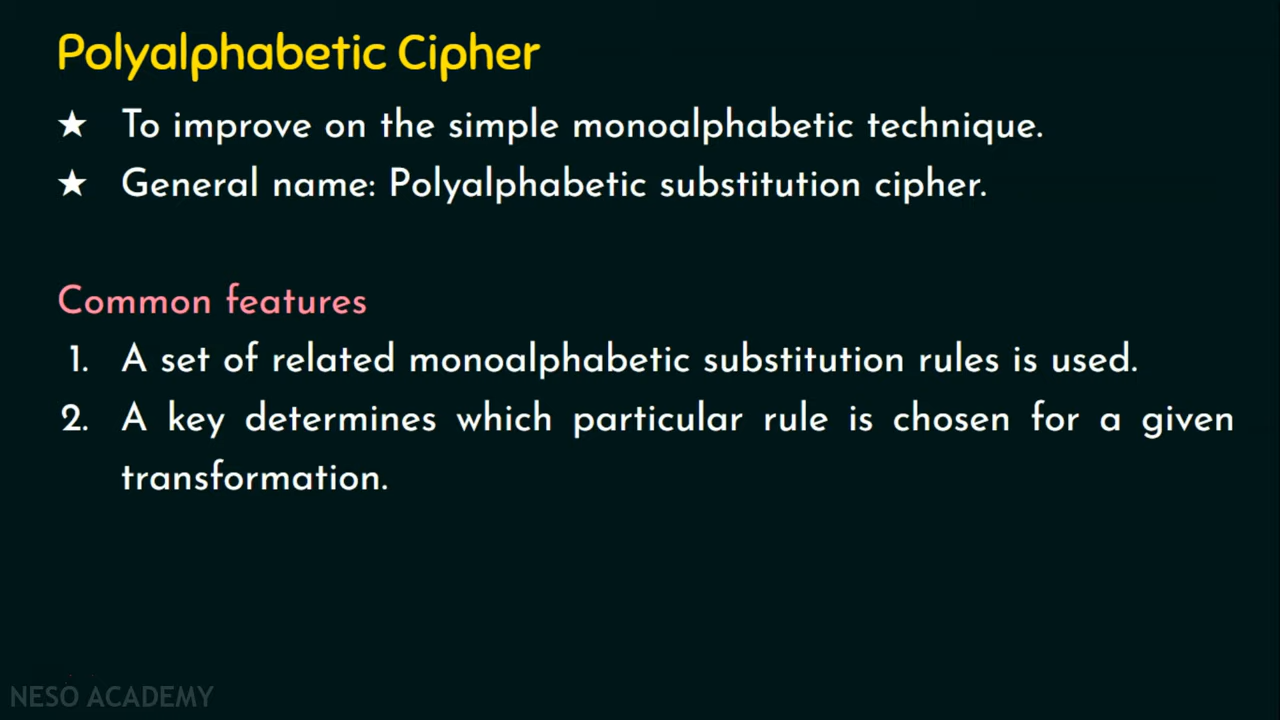 Polyalphabetic Cipher
★ To improve on the simple monoalphabetic technique.
★ General name: Polyalphabetic substitution cipher.
Common features
1. A set of related monoalphabetic substitution rules is used.
2. A key determines which particular rule is chosen for a given
transformation.
NESO ACADEMY